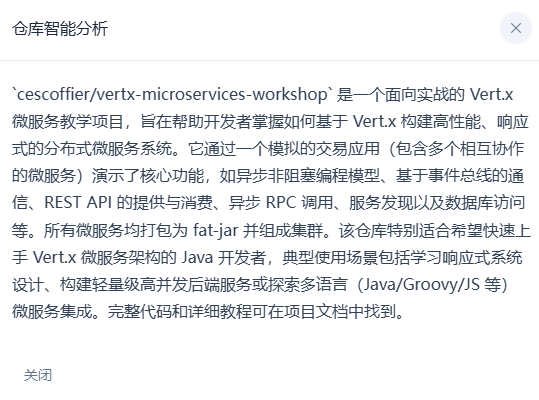 仓库智能分析
`cescoffier/vertx-microservices-workshop` 是一个面向实战的 Vert.x
微服务教学项目，旨在帮助开发者掌握如何基于 Vert.x 构建高性能、响应
式的分布式微服务系统。它通过一个模拟的交易应用（包含多个相互协作
的微服务）演示了核心功能，如异步非阻塞编程模型、基于事件总线的通
信、REST API 的提供与消费、异步 RPC 调用、服务发现以及数据库访问
等。所有微服务均打包为 fat-jar 并组成集群。该仓库特别适合希望快速上
手 Vert.x 微服务架构的 Java 开发者，典型使用场景包括学习响应式系统
设计、构建轻量级高并发后端服务或探索多语言（Java/Groovy/JS 等）
微服务集成。完整代码和详细教程可在项目文档中找到。
关闭